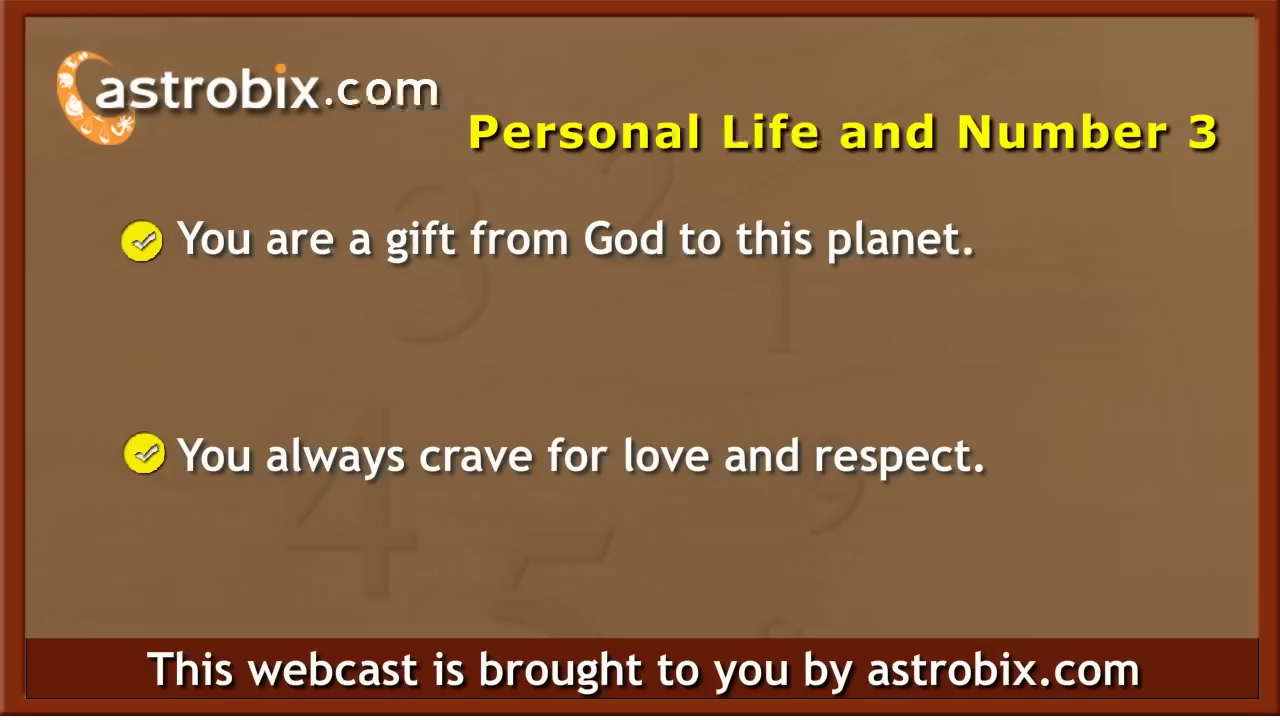 astrobix.com
Personal Life and Number 3
You are a gift from God to this planet.
You always crave for love and respect.
This webcast is brought to you by astrobix.com